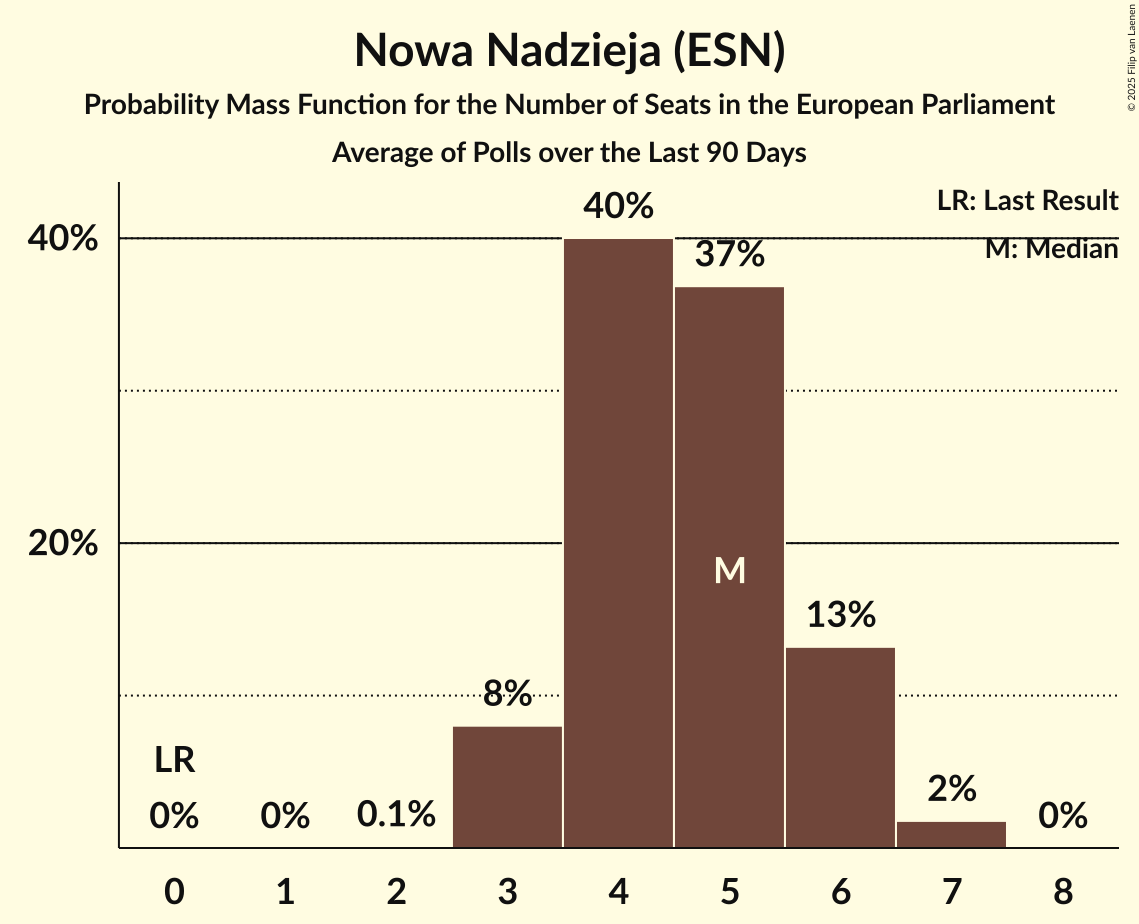 Nowa Nadzieja (ESN)
Probability Mass Function for the Number of Seats in the European Parliament
Average of Polls over the Last 90 Days
© 2025 Filip van Laenen
LR: Last Result
M: Median
40%
20%
LR
0%
0%
0.1%
8%
40%
37%
M
13%
2%
0%
0 1 2 3 4 5 6 7 8